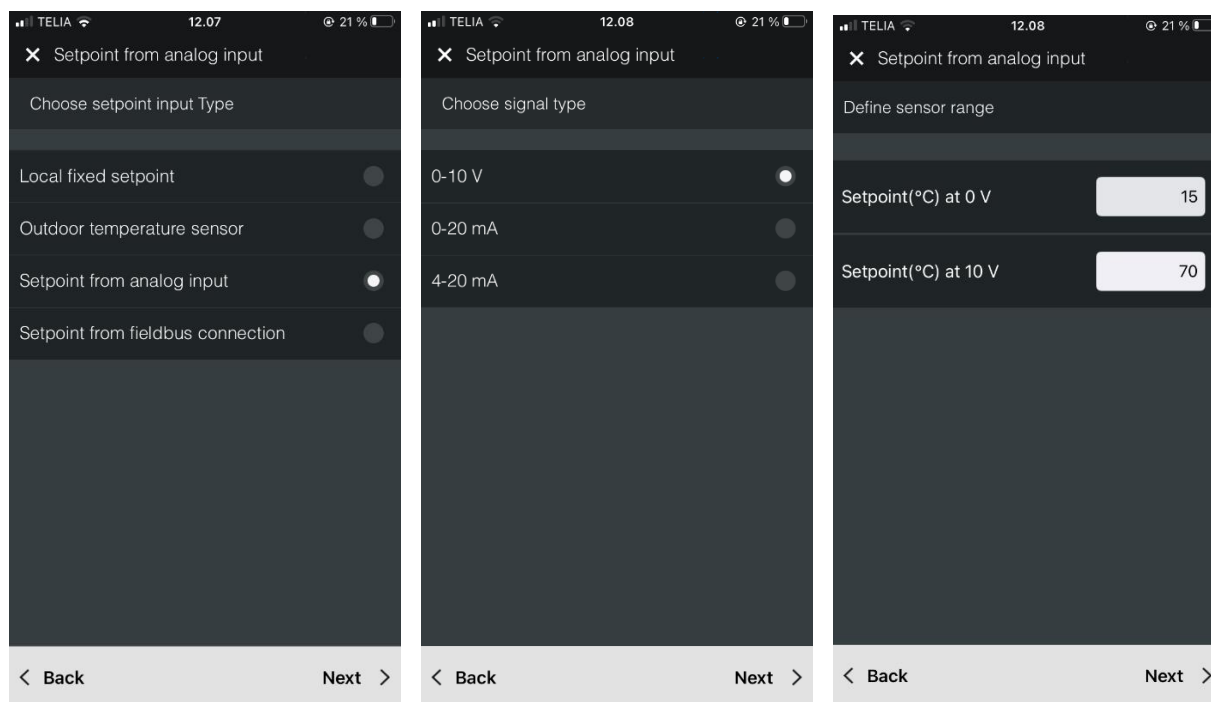 TELIA 12.07 21 %
Setpoint from analog input
Choose setpoint input Type
Local fixed setpoint
Outdoor temperature sensor
Setpoint from analog input
Setpoint from fieldbus connection
Back Next
TELIA 12.08 21 %
Setpoint from analog input
Choose signal type
0-10 V
0-20 mA
4-20 mA
Back Next
TELIA 12.08 21 %
Setpoint from analog input
Define sensor range
Setpoint(°C) at 0 V 15
Setpoint(°C) at 10 V 70
Back Next